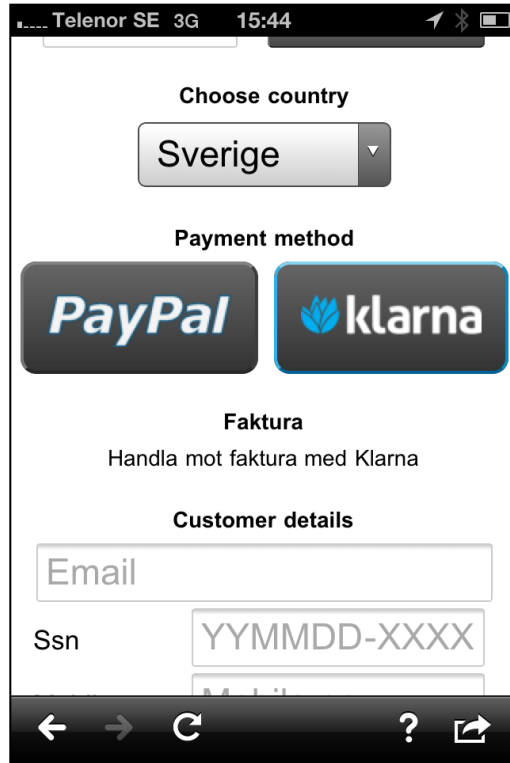 Telenor SE 3G 15:44
Choose country
Sverige
Payment method
PayPal klarna
Faktura
Handla mot faktura med Klarna
Customer details
Email
Ssn YYMMDD-XXXX
?